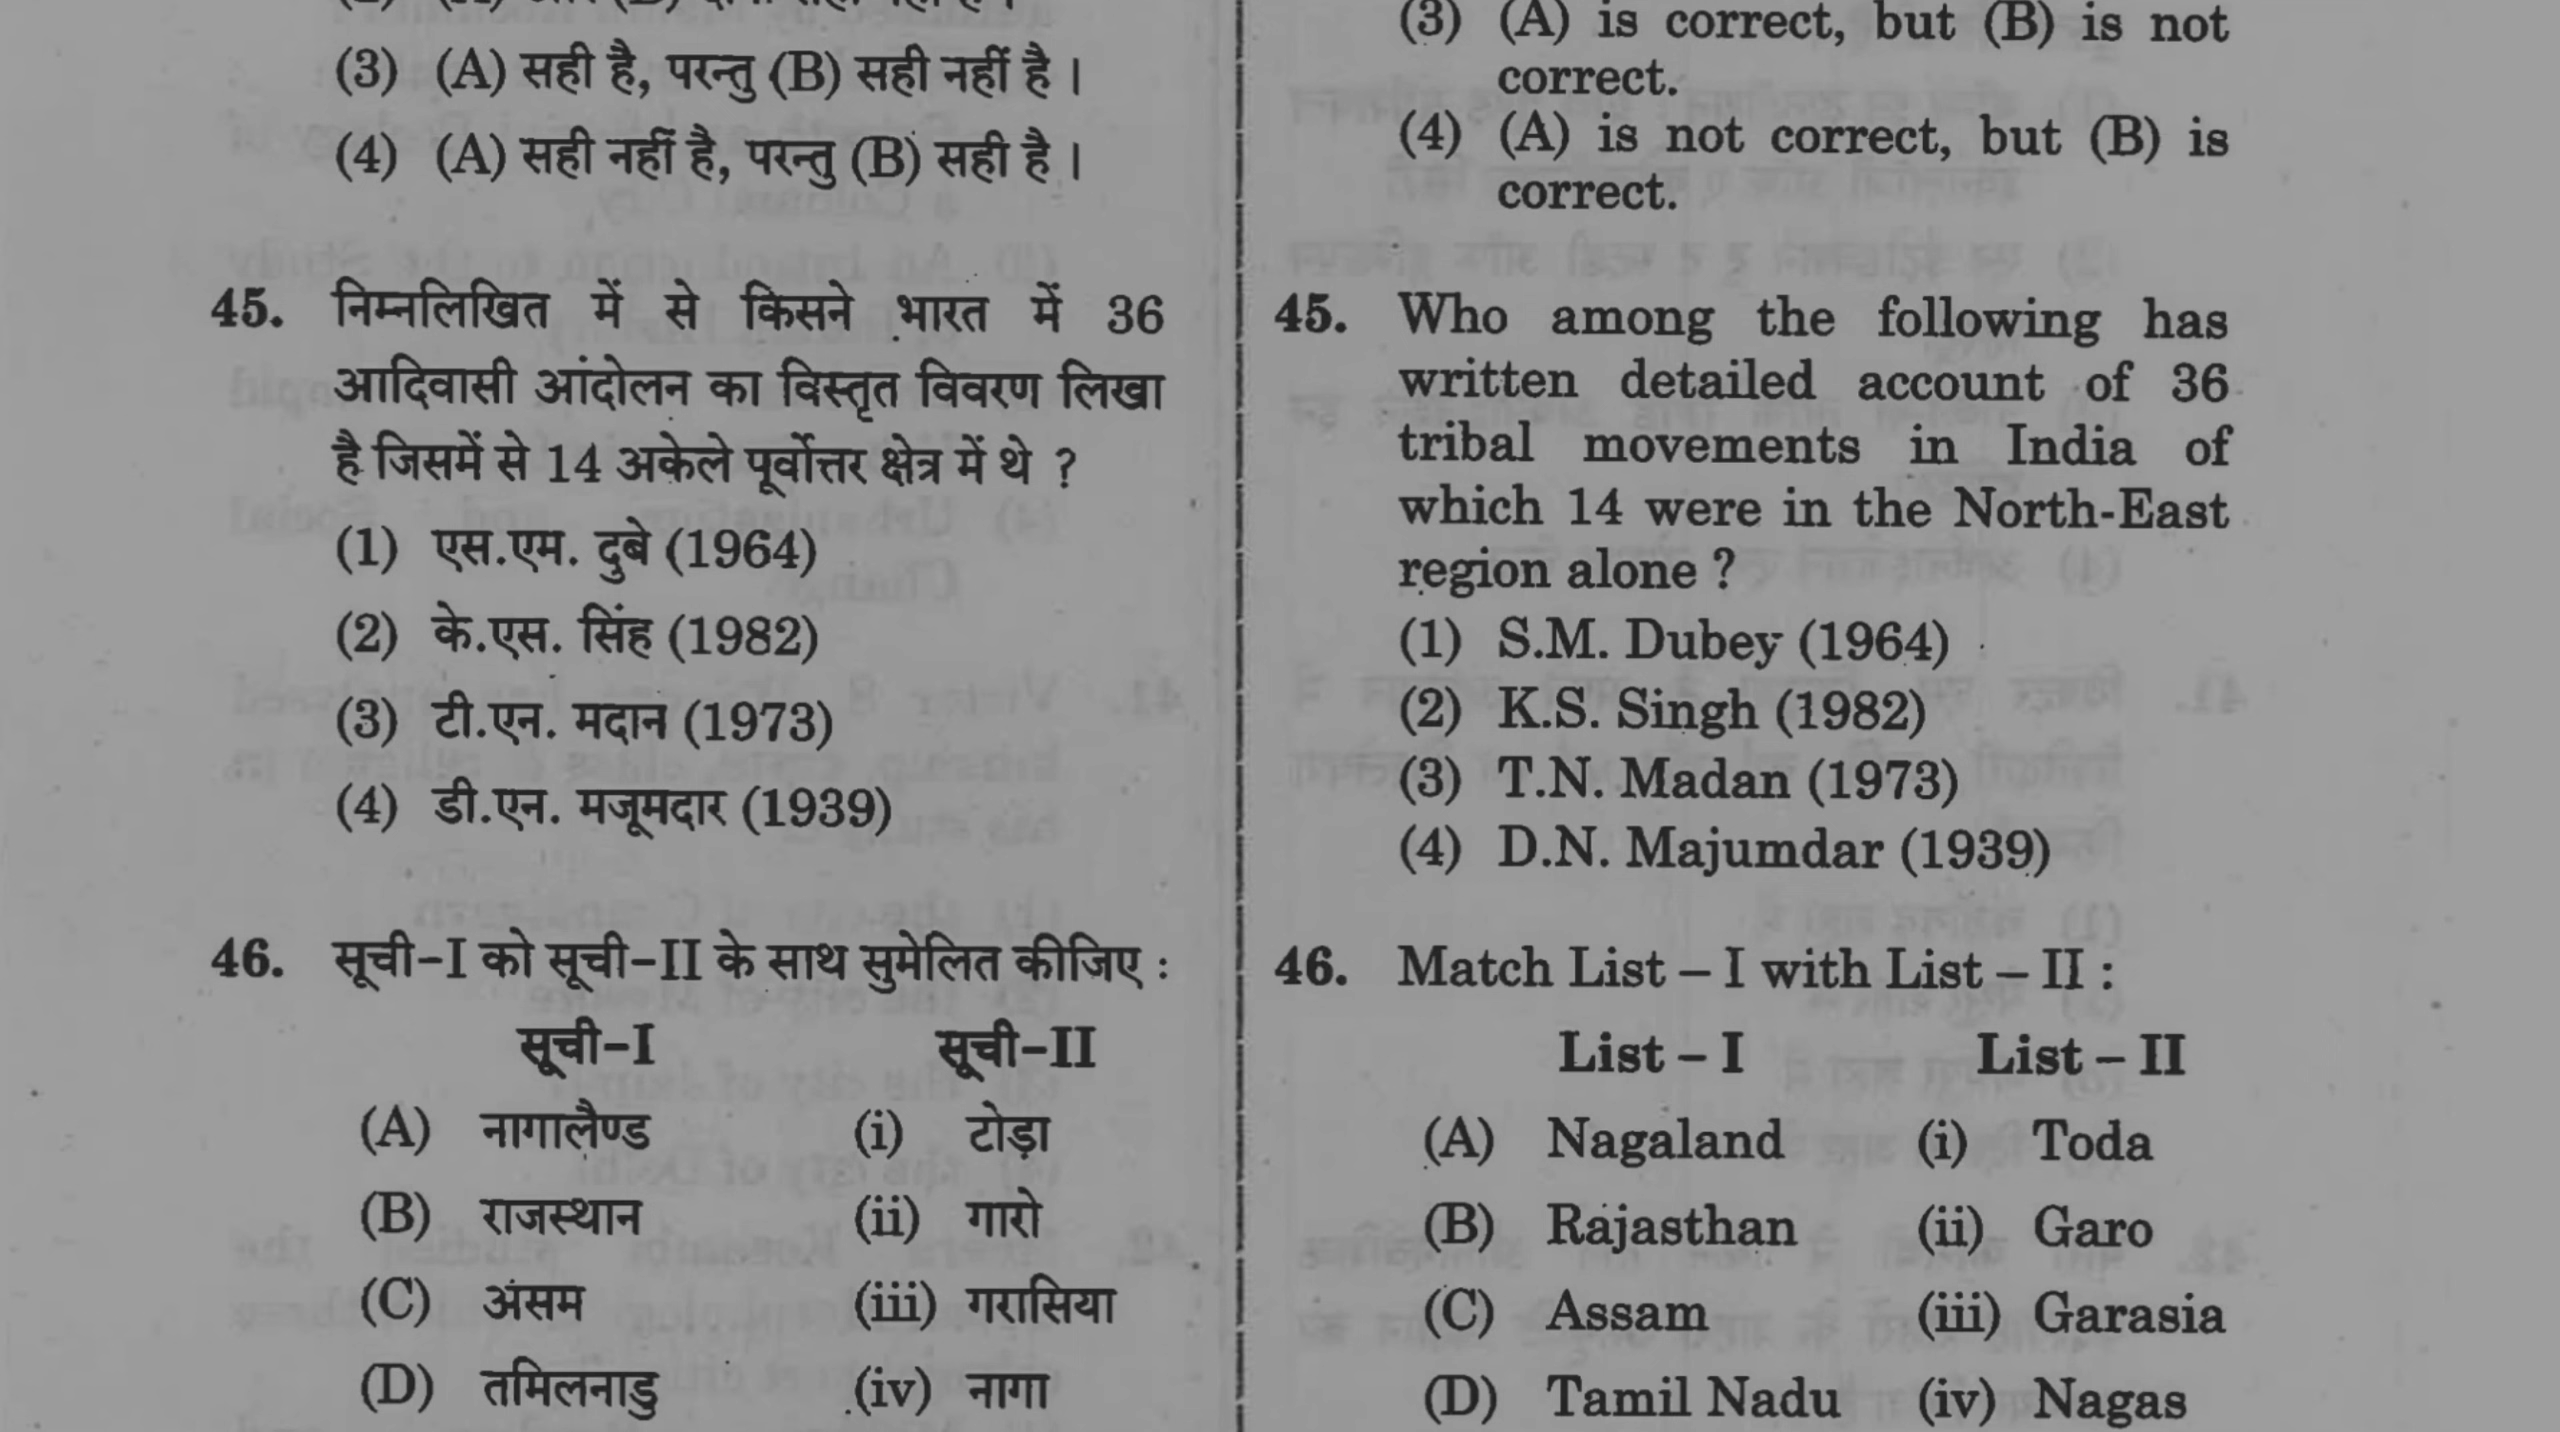 (3) (A) सही है, परन्तु (B) सही नहीं है ।
(4) (A) सही नहीं है, परन्तु (B) सही है ।
45. निम्नलिखित में से किसने भारत में 36
आदिवासी आंदोलन का विस्तृत विवरण लिखा
है जिसमें से 14 अकेले पूर्वोत्तर क्षेत्र में थे ?
(1) एस.एम. दुबे (1964)
(2) के.एस. सिंह (1982)
(3) टी.एन. मदान (1973)
(4) डी.एन. मजूमदार (1939)
46. सूची-I को सूची-II के साथ सुमेलित कीजिए :
सूची-I सूची-II
(A) नागालैण्ड (i) टोड़ा
(B) राजस्थान (ii) गारो
(C) असम (iii) गरासिया
(D) तमिलनाडु (iv) नागा
(3) (A) is correct, but (B) is not
correct.
(4) (A) is not correct, but (B) is
correct.
45. Who among the following has
written detailed account of 36
tribal movements in India of
which 14 were in the North-East
region alone ?
(1) S.M. Dubey (1964)
(2) K.S. Singh (1982)
(3) T.N. Madan (1973)
(4) D.N. Majumdar (1939)
46. Match List – I with List – II :
List – I List – II
(A) Nagaland (i) Toda
(B) Rajasthan (ii) Garo
(C) Assam (iii) Garasia
(D) Tamil Nadu (iv) Nagas